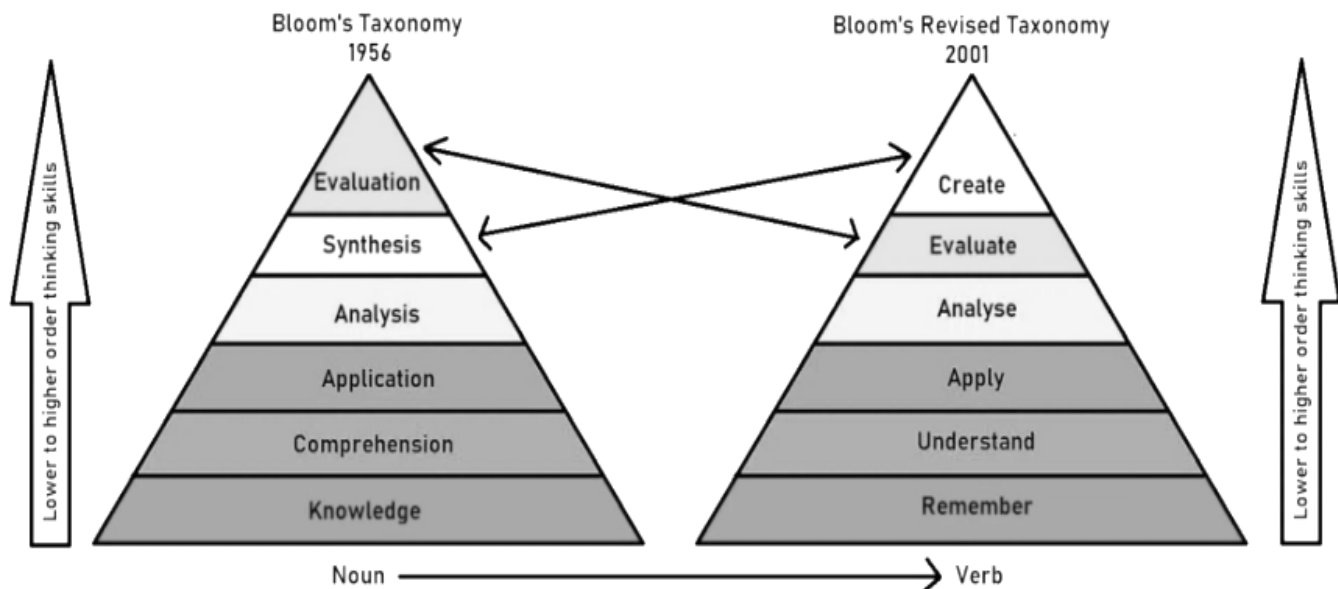 Bloom's Taxonomy
1956
Bloom's Revised Taxonomy
2001
Lower to higher order thinking skills
Evaluation
Synthesis
Analysis
Application
Comprehension
Knowledge
Create
Evaluate
Analyse
Apply
Understand
Remember
Lower to higher order thinking skills
Noun
Verb